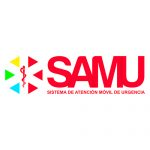 SAMU
SISTEMA DE ATENCIÓN MÓVIL DE URGENCIA